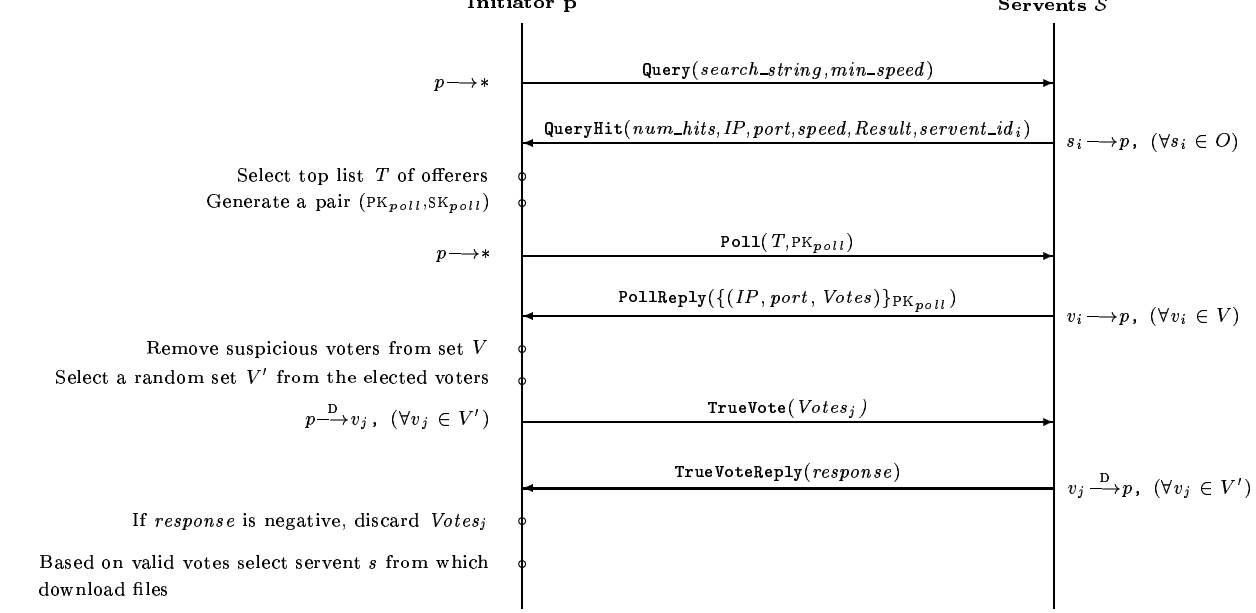 Initiator p
Servents S
p→*
Query(search_string,min_speed)
QueryHit(num_hits,IP,port,speed,Result,servent_id_i)
s_i→p, (∀s_i ∈ O)
Select top list T of offerers
Generate a pair (PK_poll,SK_poll)
p→*
Poll(T,PK_poll)
PollReply({(IP, port, Votes)}PK_poll)
v_i→p, (∀v_i ∈ V)
Remove suspicious voters from set V
Select a random set V′ from the elected voters
p D→v_j, (∀v_j ∈ V′)
TrueVote(Votes_j)
TrueVoteReply(response)
v_j D→p, (∀v_j ∈ V′)
If response is negative, discard Votes_j
Based on valid votes select servent s from which
download files